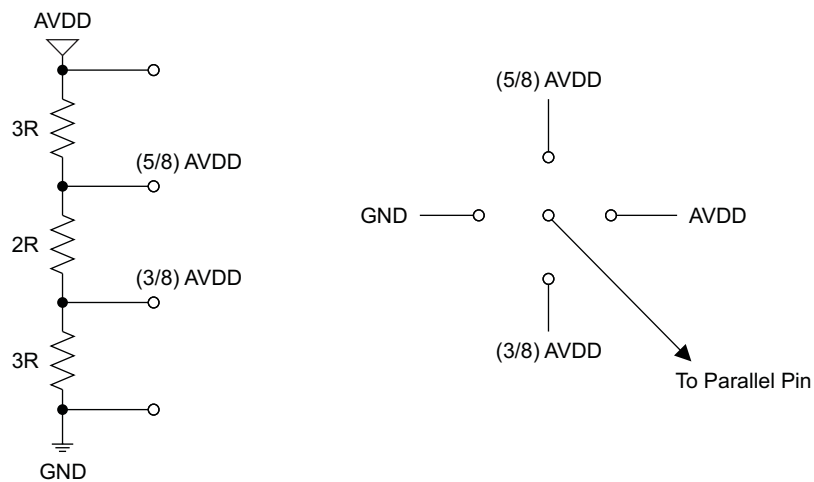 AVDD
3R
(5/8) AVDD
2R
(3/8) AVDD
3R
GND
(5/8) AVDD
GND
AVDD
(3/8) AVDD
To Parallel Pin